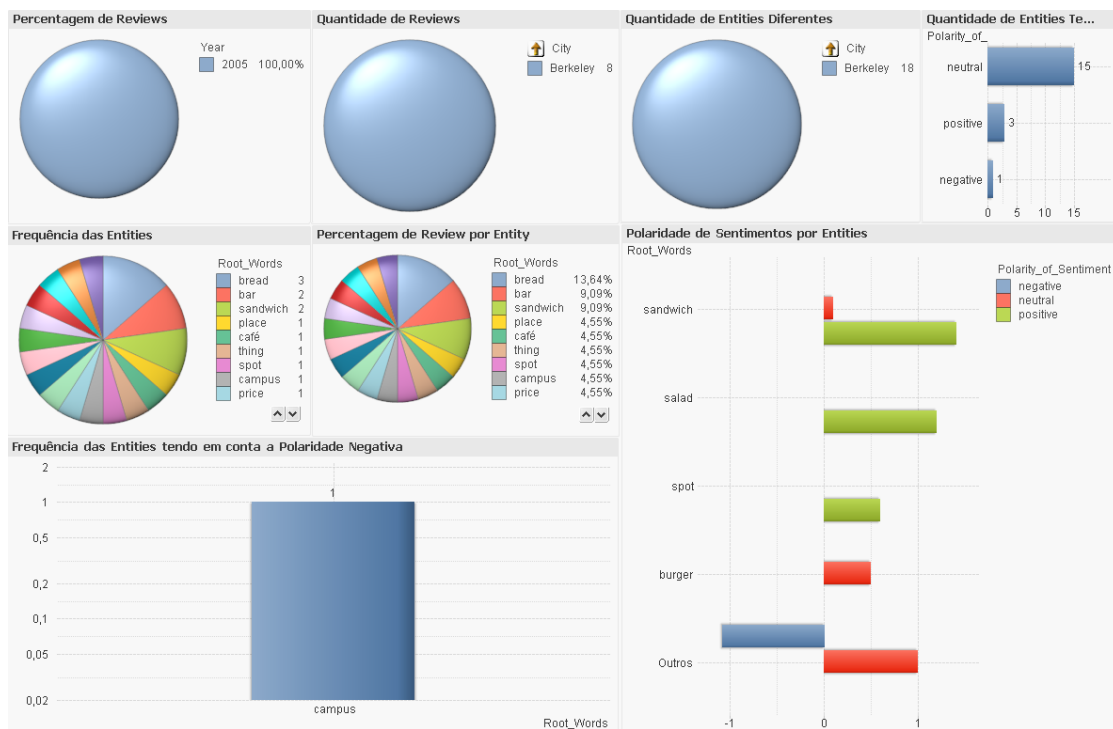 Percentagem de Reviews
Year
2005 100,00%
Quantidade de Reviews
City
Berkeley 8
Quantidade de Entities Diferentes
City
Berkeley 18
Quantidade de Entities Te...
Polarity_of_
neutral 15
positive 3
negative 1
0 5 10 15
Frequência das Entities
Root_Words
bread 3
bar 2
sandwich 2
place 1
café 1
thing 1
spot 1
campus 1
price 1
Percentagem de Review por Entity
Root_Words
bread 13,64%
bar 9,09%
sandwich 9,09%
place 4,55%
café 4,55%
thing 4,55%
spot 4,55%
campus 4,55%
price 4,55%
Polaridade de Sentimentos por Entities
Root_Words
Polarity_of_Sentiment
negative
neutral
positive
sandwich
salad
spot
burger
Outros
-1 0 1
Frequência das Entities tendo em conta a Polaridade Negativa
2
1
1
0,5
0,2
0,1
0,05
0,02
campus
Root_Words